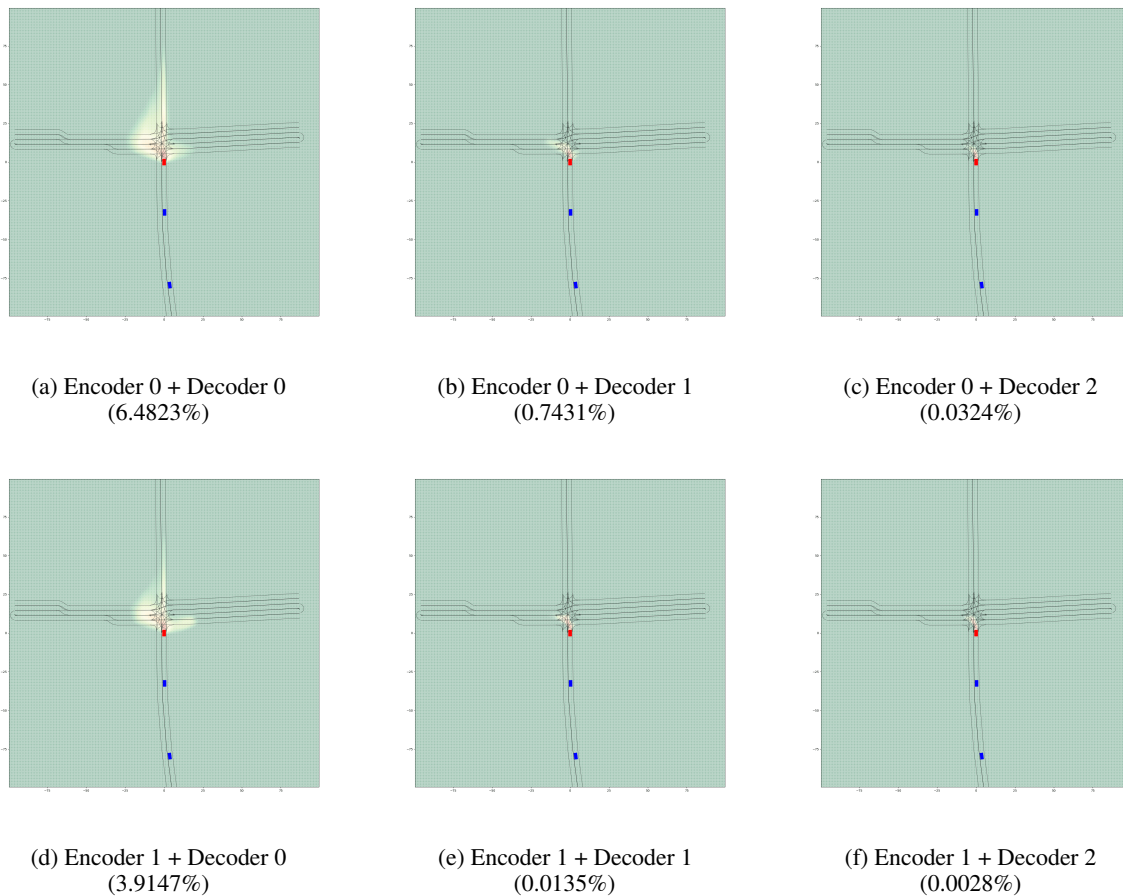 (a) Encoder 0 + Decoder 0
(6.4823%)
(b) Encoder 0 + Decoder 1
(0.7431%)
(c) Encoder 0 + Decoder 2
(0.0324%)
(d) Encoder 1 + Decoder 0
(3.9147%)
(e) Encoder 1 + Decoder 1
(0.0135%)
(f) Encoder 1 + Decoder 2
(0.0028%)